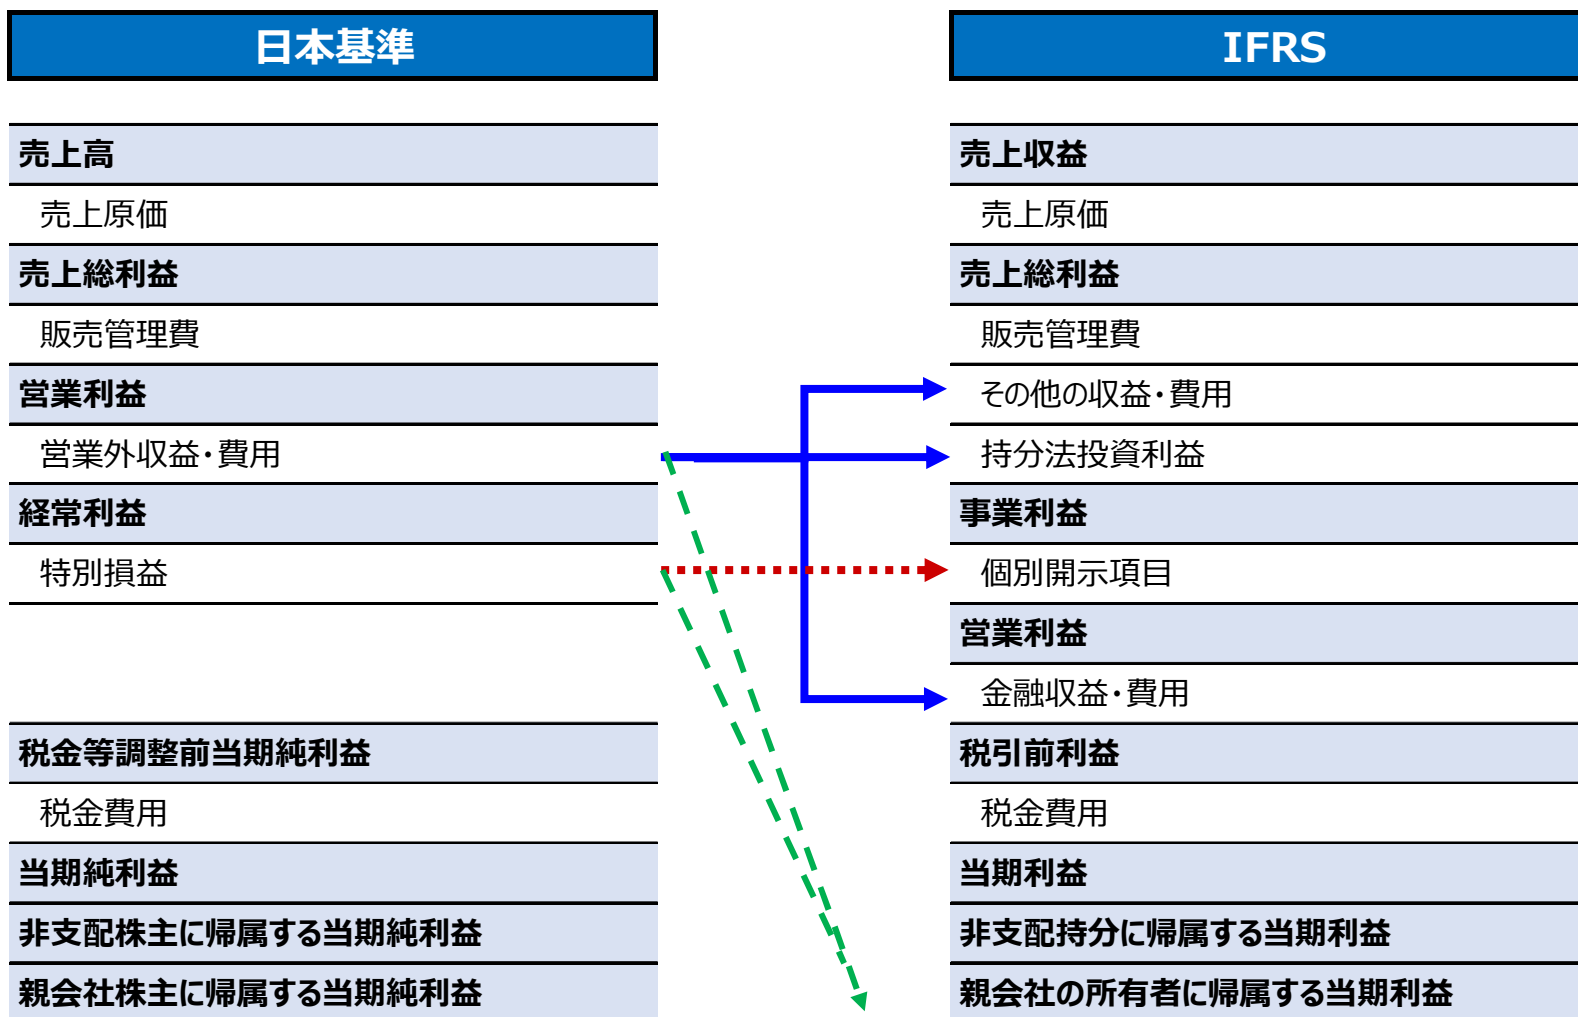 日本基準
売上高
売上原価
売上総利益
販売管理費
営業利益
営業外収益・費用
経常利益
特別損益
税金等調整前当期純利益
税金費用
当期純利益
非支配株主に帰属する当期純利益
親会社株主に帰属する当期純利益
IFRS
売上収益
売上原価
売上総利益
販売管理費
その他の収益・費用
持分法投資利益
事業利益
個別開示項目
営業利益
金融収益・費用
税引前利益
税金費用
当期利益
非支配持分に帰属する当期利益
親会社の所有者に帰属する当期利益